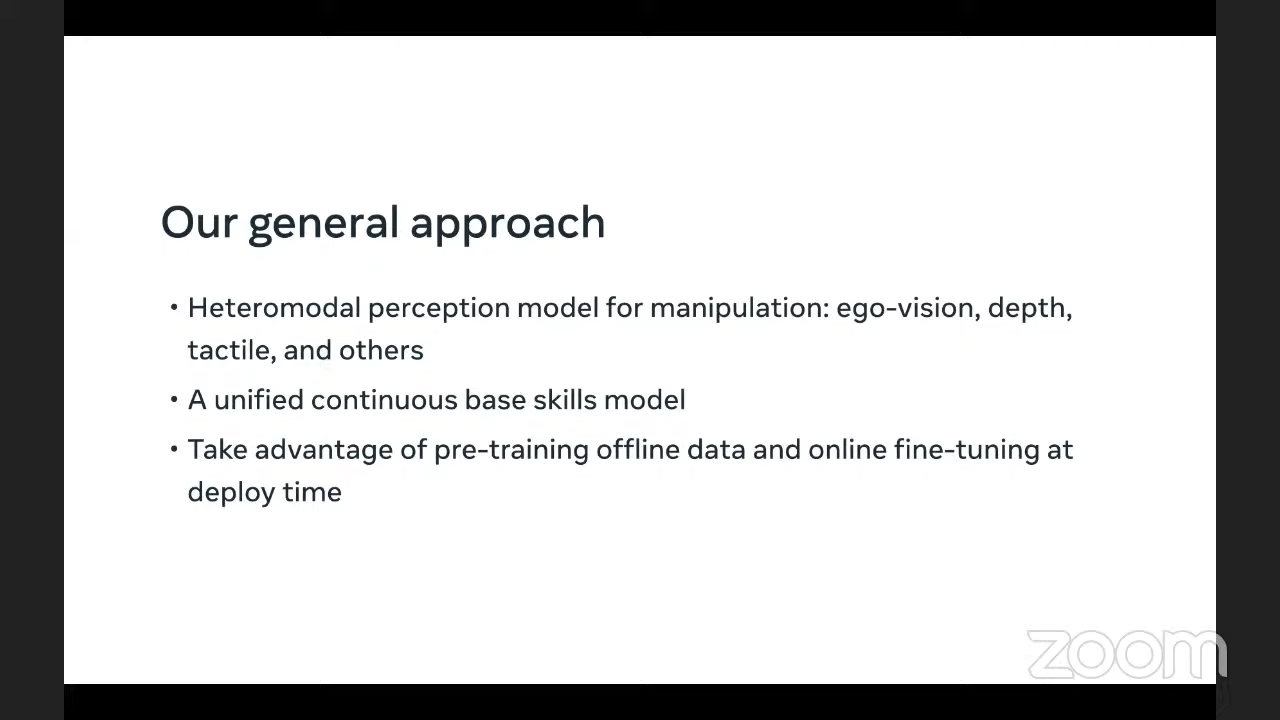 Our general approach
• Heteromodal perception model for manipulation: ego-vision, depth,
tactile, and others
• A unified continuous base skills model
• Take advantage of pre-training offline data and online fine-tuning at
deploy time
zoom